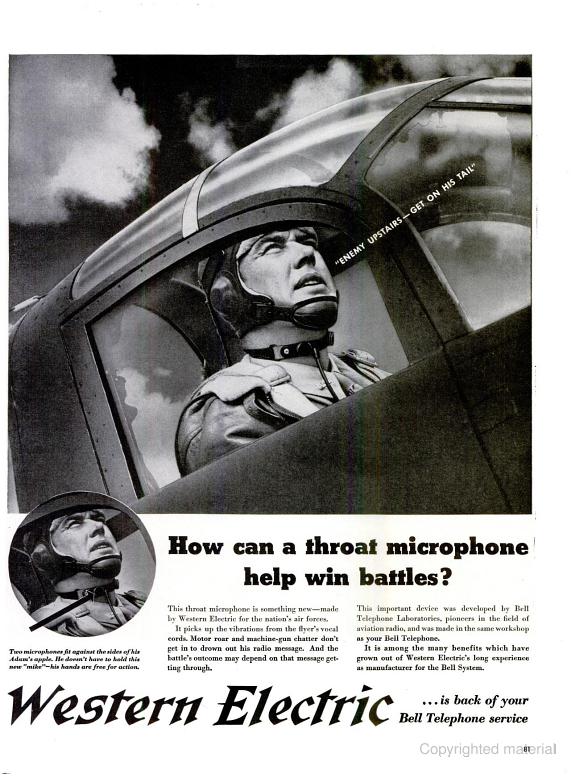 "ENEMY UPSTAIRS—GET ON HIS TAIL"
How can a throat microphone
help win battles?
Two microphones fit against the sides of his
Adam's apple. He doesn't have to hold this
new "mike"—his hands are free for action.
This throat microphone is something new—made
by Western Electric for the nation's air forces.
It picks up the vibrations from the flyer's vocal
cords. Motor roar and machine-gun chatter don't
get in to drown out his radio message. And the
battle's outcome may depend on that message get-
ting through.
This important device was developed by Bell
Telephone Laboratories, pioneers in the field of
aviation radio, and was made in the same workshop
as your Bell Telephone.
It is among the many benefits which have
grown out of Western Electric's long experience
as manufacturer for the Bell System.
Western Electric
...is back of your
Bell Telephone service
81
Copyrighted material